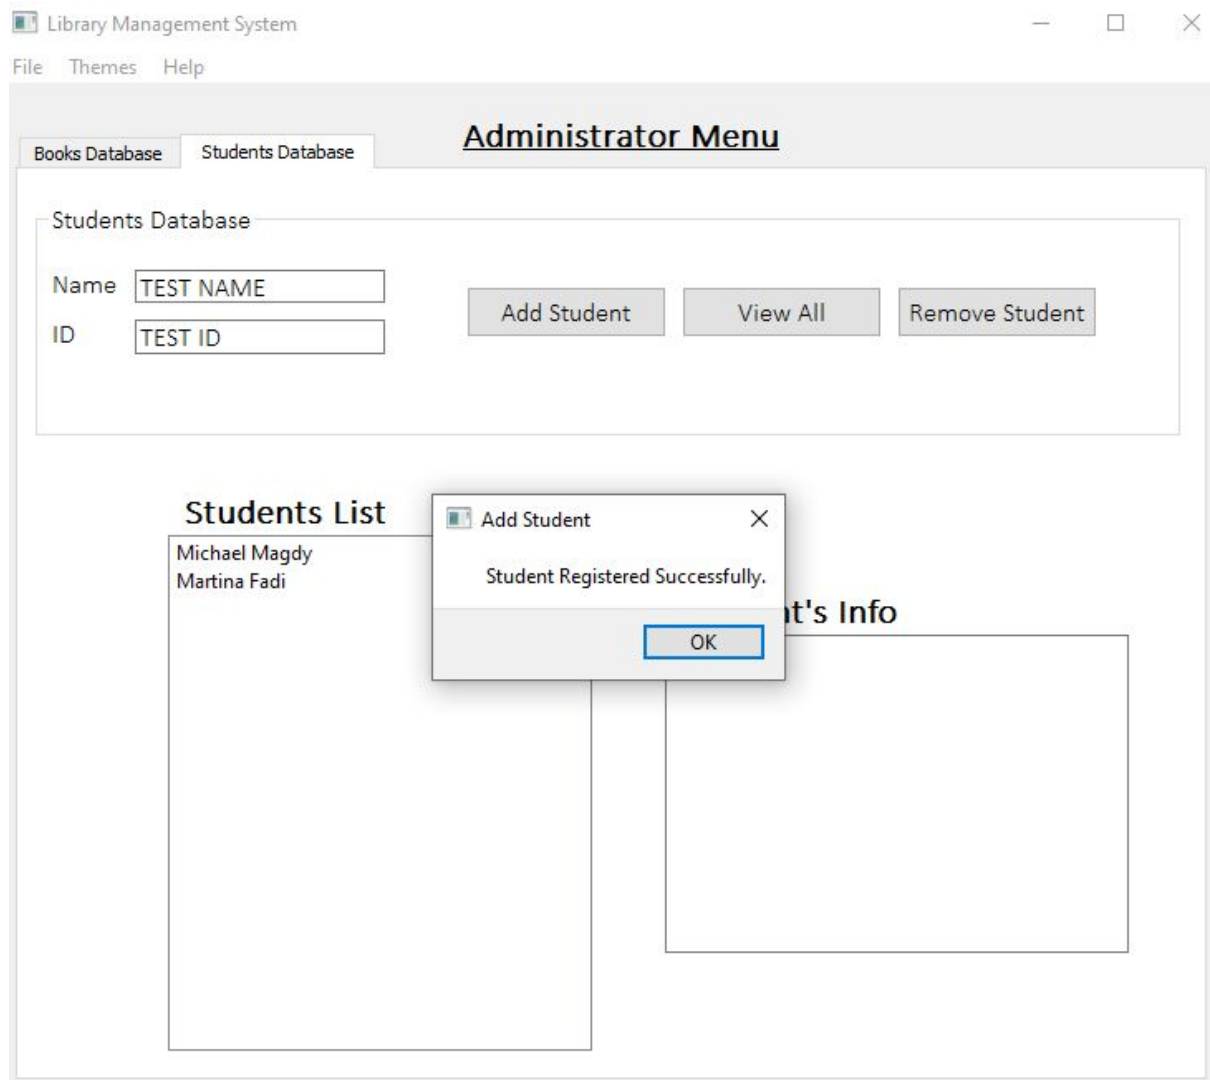 Library Management System
File Themes Help
Administrator Menu
Books Database Students Database
Students Database
Name TEST NAME
ID TEST ID
Add Student View All Remove Student
Students List
Michael Magdy
Martina Fadi
Add Student
Student Registered Successfully.
OK
t's Info